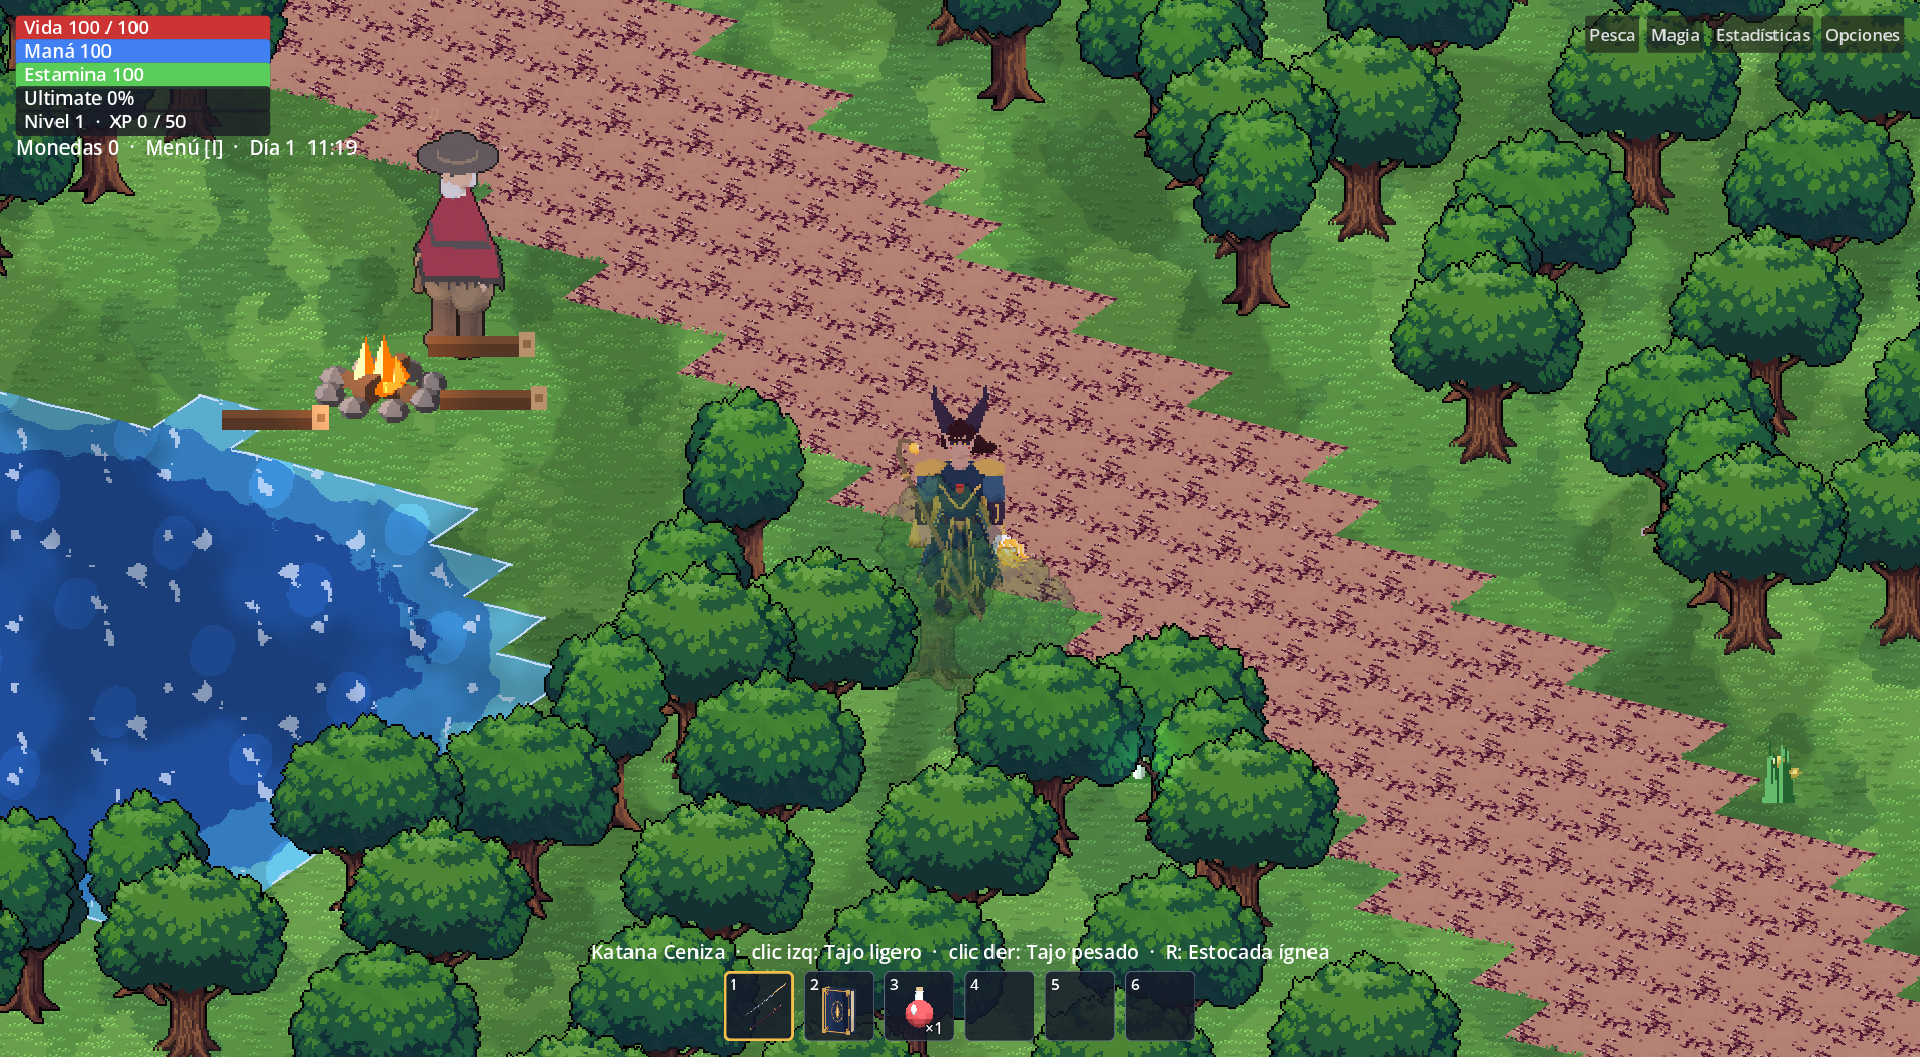 Vida 100 / 100
Maná 100
Estamina 100
Ultimate 0%
Nivel 1 · XP 0 / 50
Monedas 0 · Menú [I] · Día 1 11:19
Pesca Magia Estadísticas Opciones
Katana Ceniza · clic izq: Tajo ligero · clic der: Tajo pesado · R: Estocada ígnea
1 2 3 4 5 6
×1